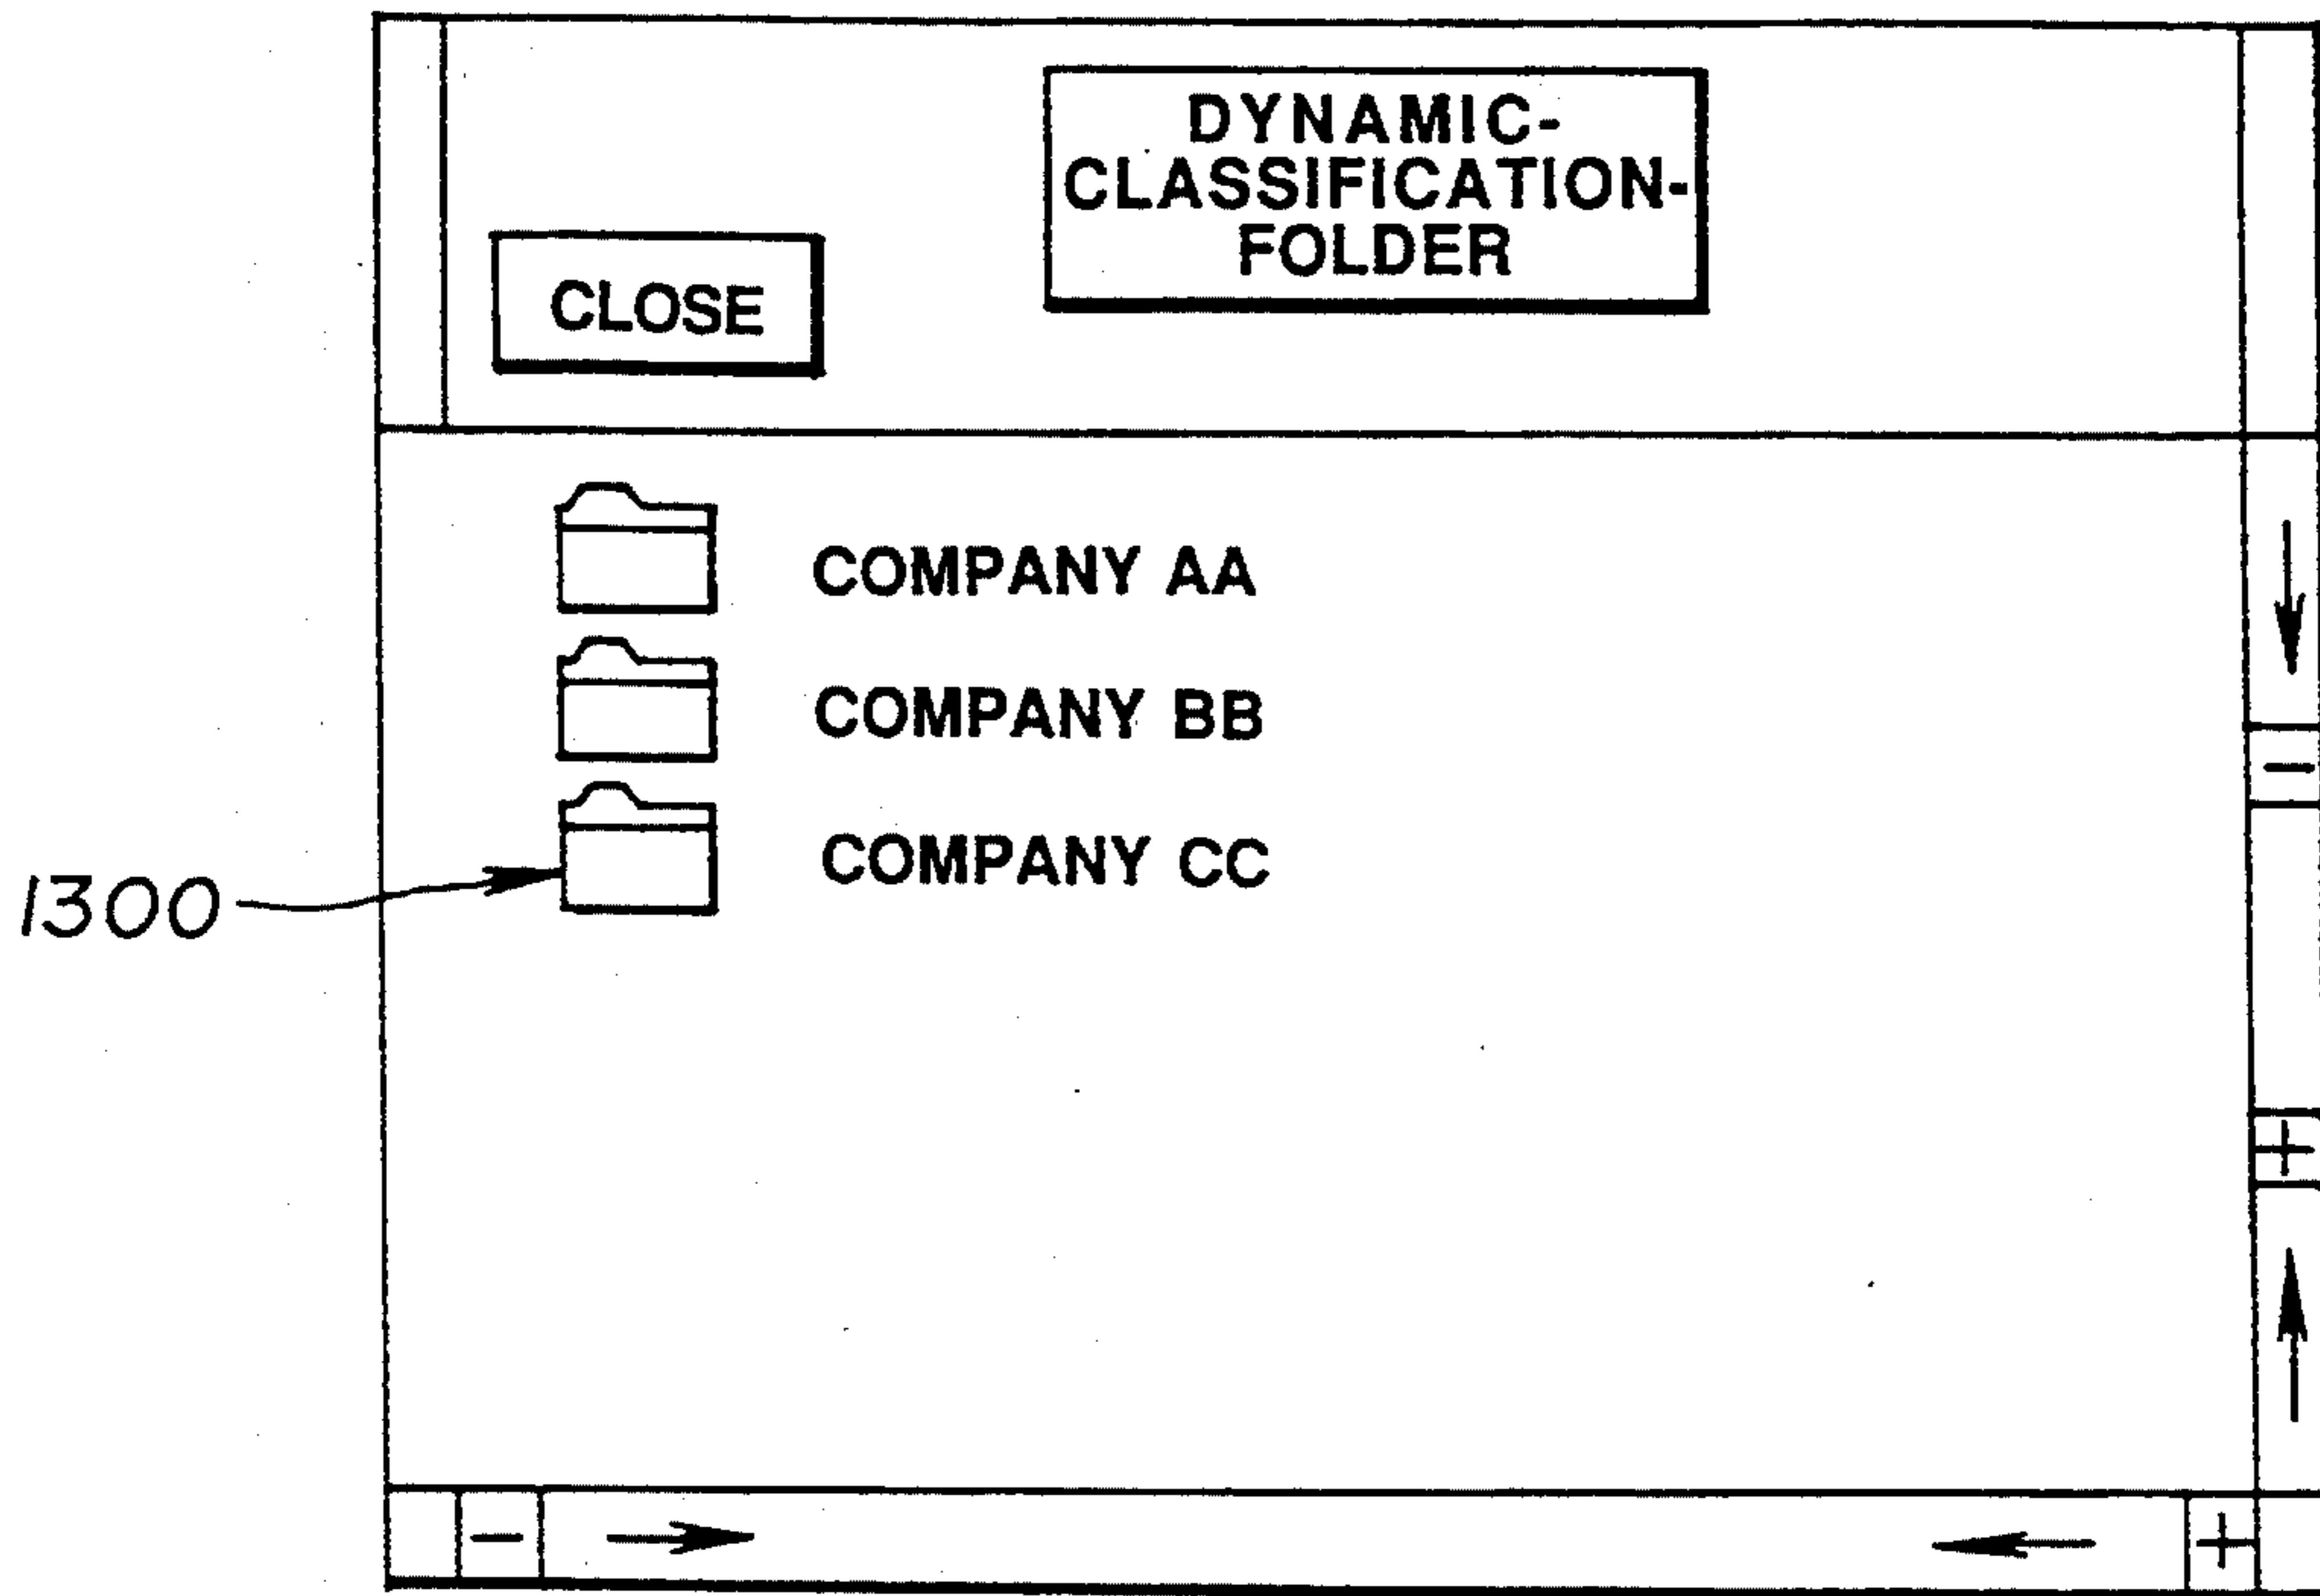 DYNAMIC-
CLASSIFICATION-
FOLDER
CLOSE
COMPANY AA
COMPANY BB
COMPANY CC
1300
-
+
- +